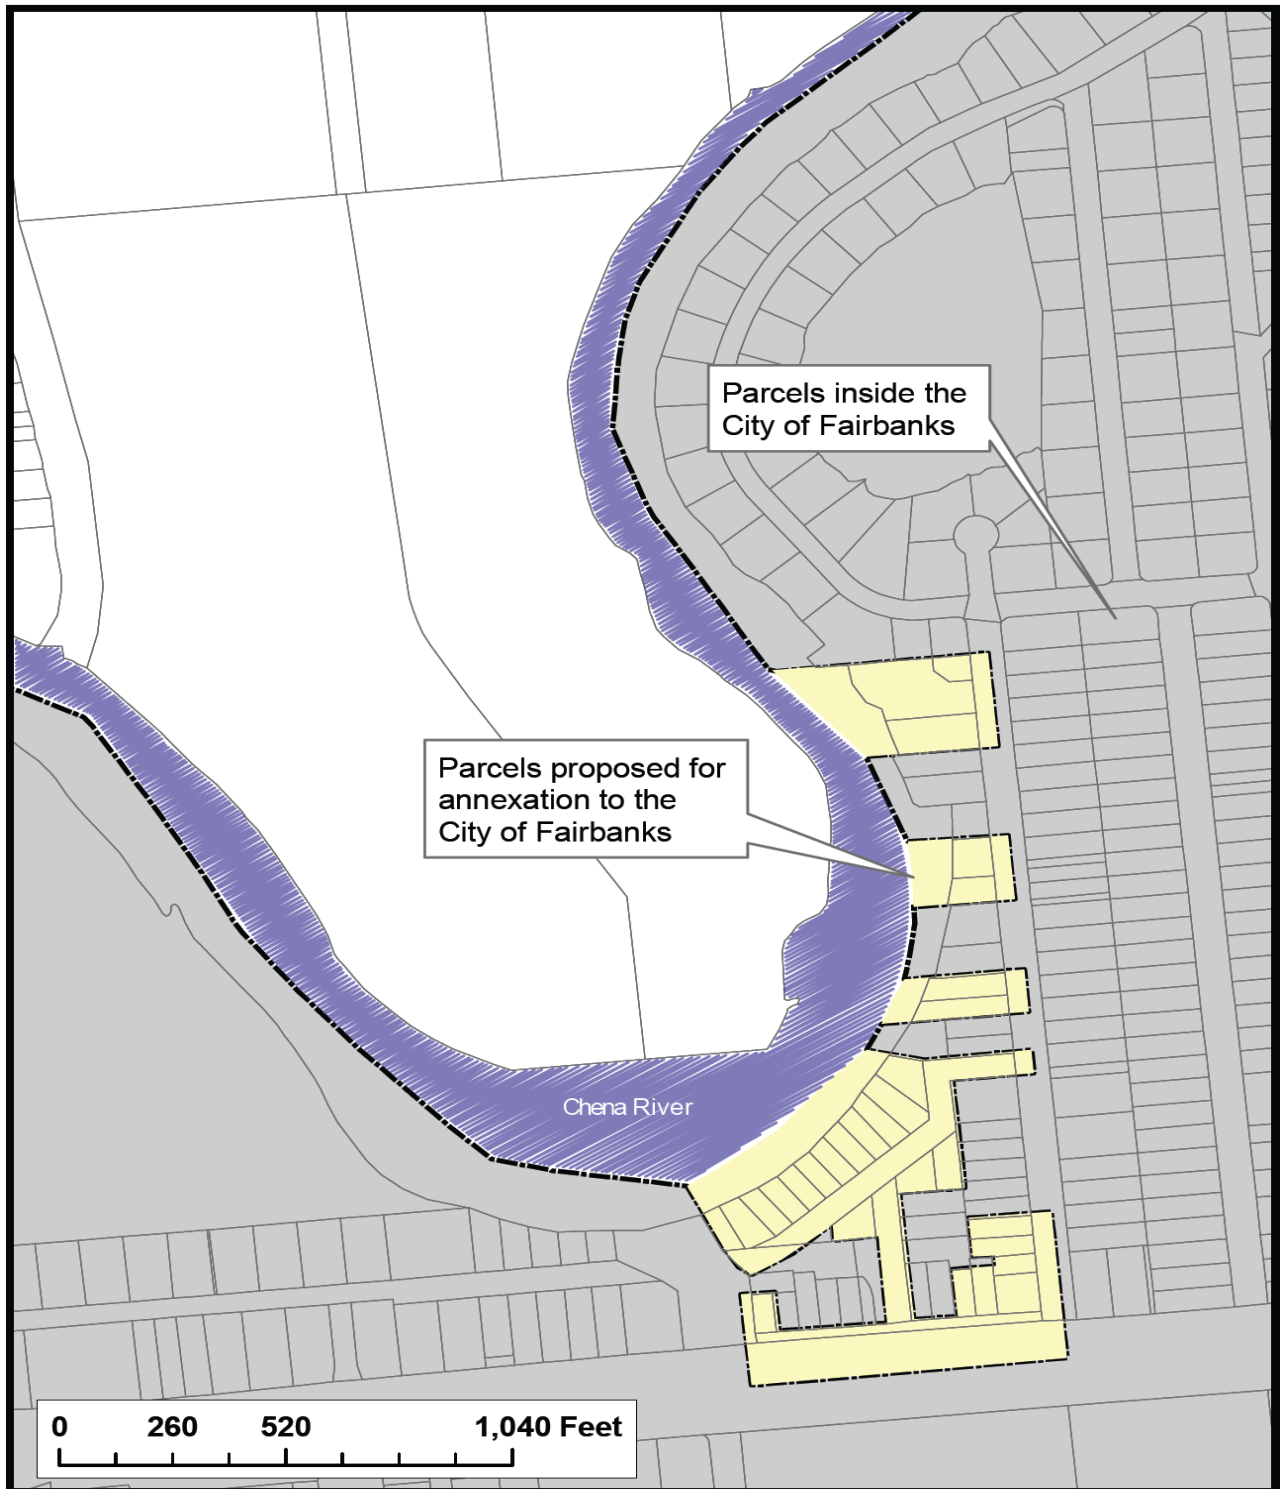 Parcels inside the
City of Fairbanks
Parcels proposed for
annexation to the
City of Fairbanks
Chena River
0 260 520 1,040 Feet